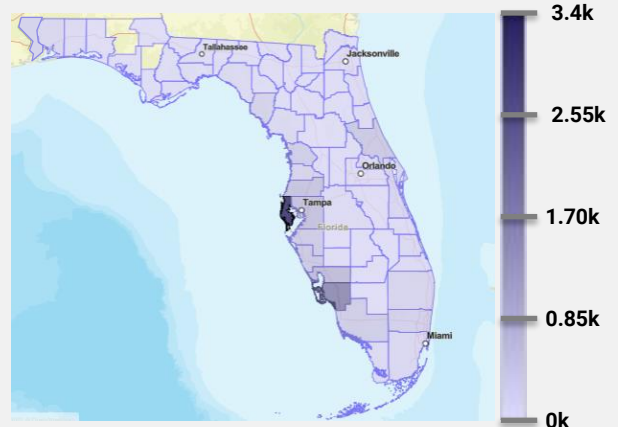 3.4k
Tallahassee
Jacksonville
2.55k
Orlando
Tampa
1.70k
Florida
0.85k
Miami
0k